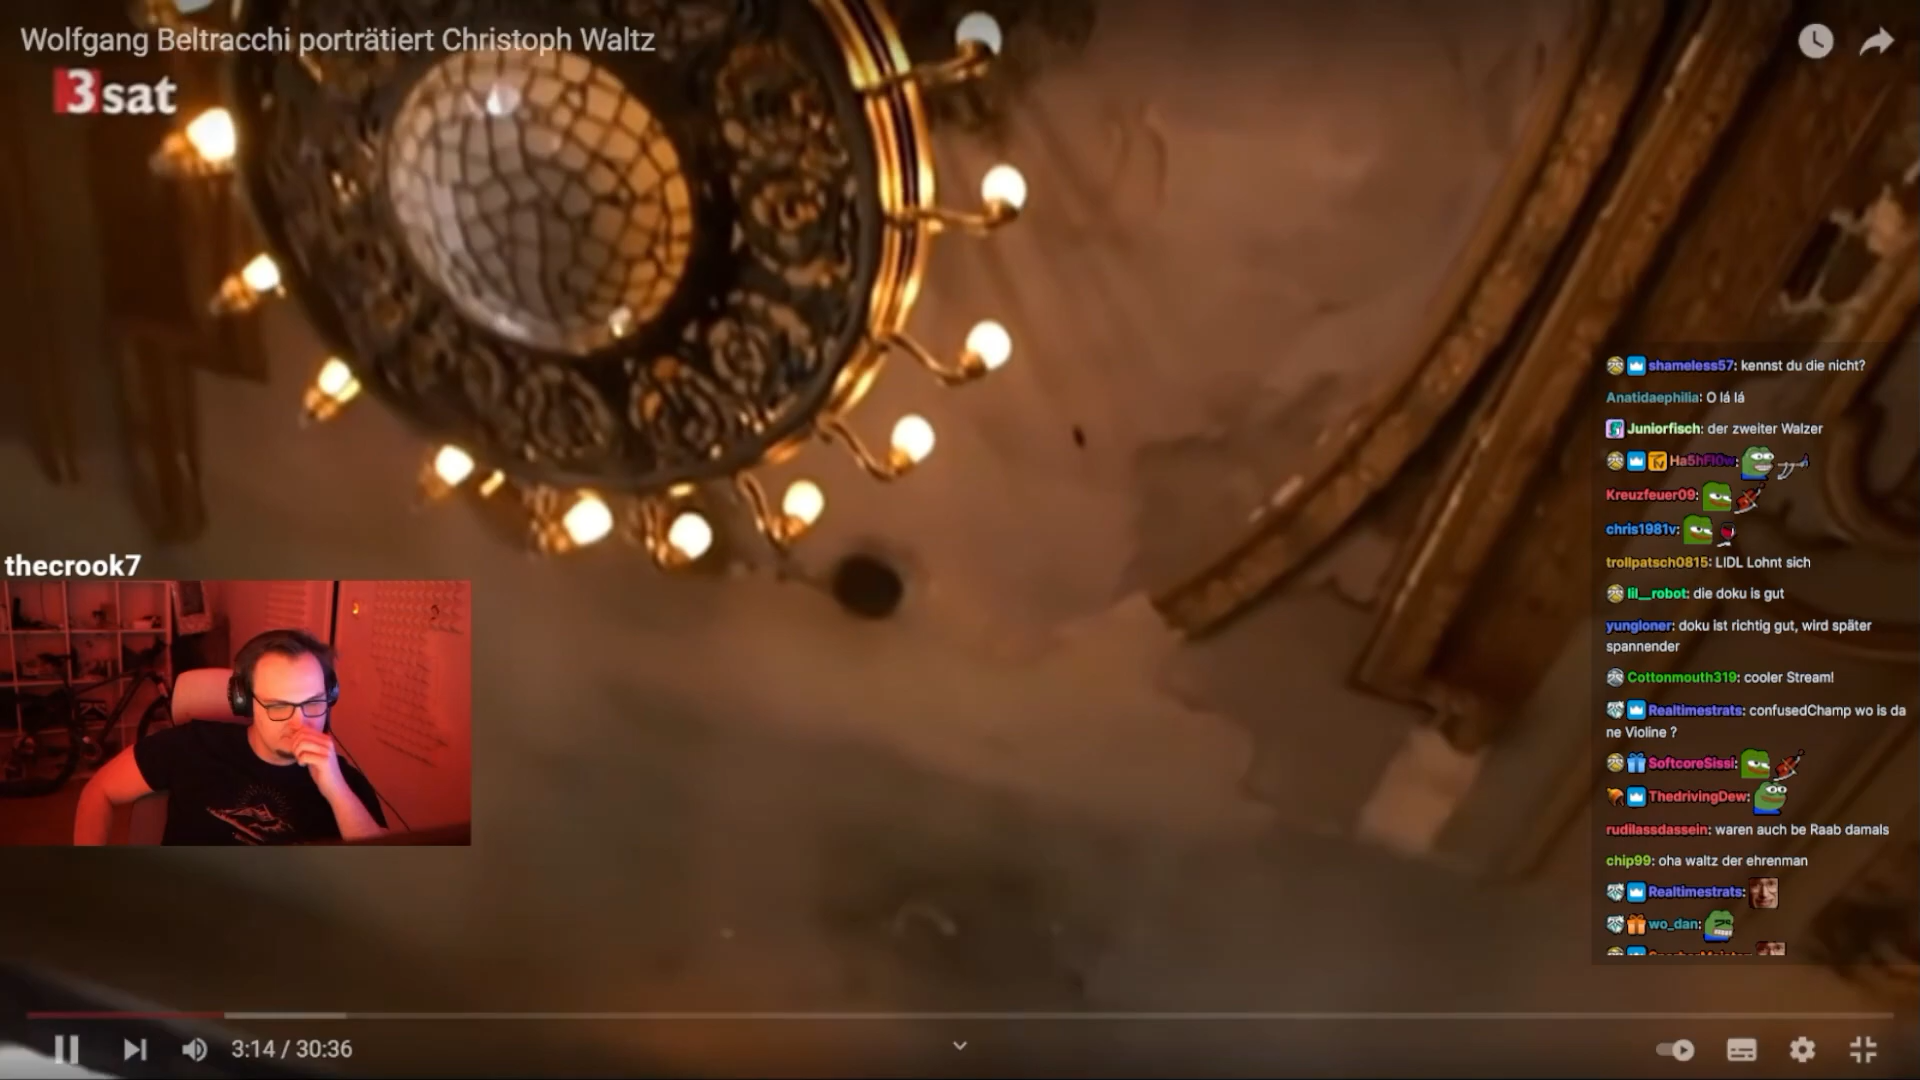 Wolfgang Beltracchi porträtiert Christoph Waltz
3sat
shameless57: kennst du die nicht?
Anatidaephilia: O lá lá
Juniorfisch: der zweiter Walzer
Ha5hFl0w:
Kreuzfeuer09:
chris1981v:
trollpatsch0815: LIDL Lohnt sich
lil__robot: die doku is gut
yungloner: doku ist richtig gut, wird später
spannender
Cottonmouth319: cooler Stream!
Realtimestrats: confusedChamp wo is da
ne Violine ?
SoftcoreSissi:
ThedrivingDew:
rudilassdassein: waren auch be Raab damals
chip99: oha waltz der ehrenman
Realtimestrats:
wo_dan:
thecrook7
3:14 / 30:36